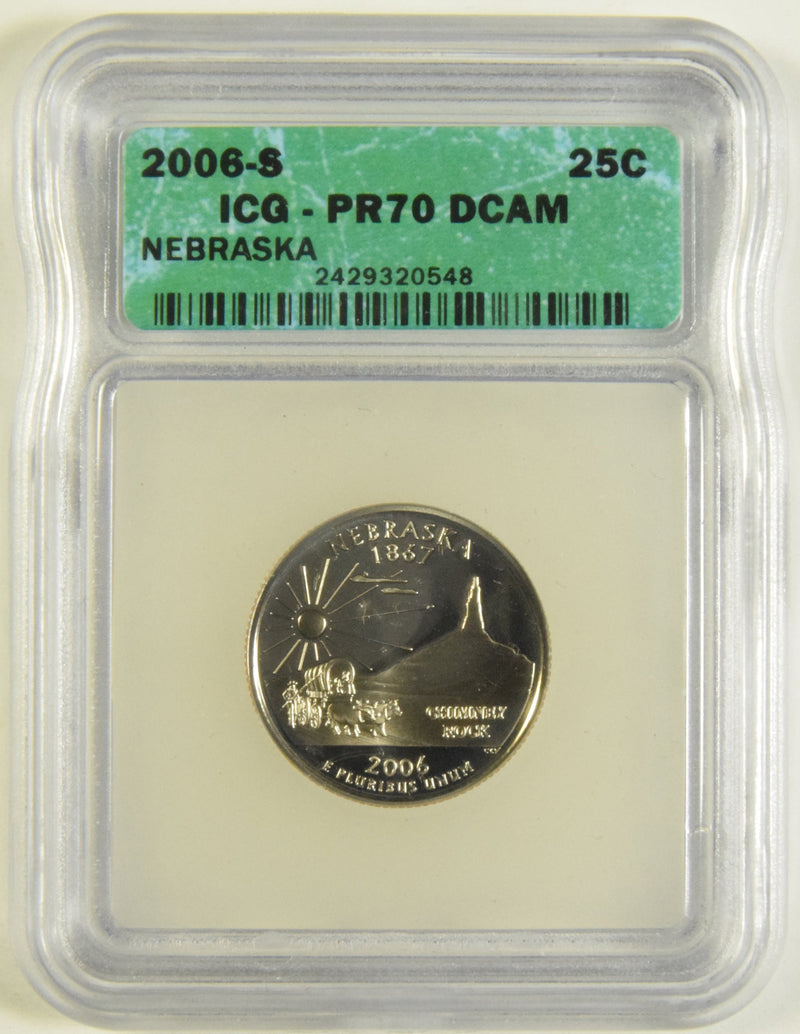 2006-S 25C
ICG - PR70 DCAM
NEBRASKA
2429320548
NEBRASKA
1867
CHIMNEY
ROCK
2006
E PLURIBUS UNUM